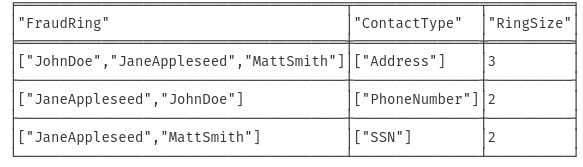 "FraudRing" "ContactType" "RingSize"
["JohnDoe","JaneAppleseed","MattSmith"] ["Address"] 3
["JaneAppleseed","JohnDoe"] ["PhoneNumber"] 2
["JaneAppleseed","MattSmith"] ["SSN"] 2